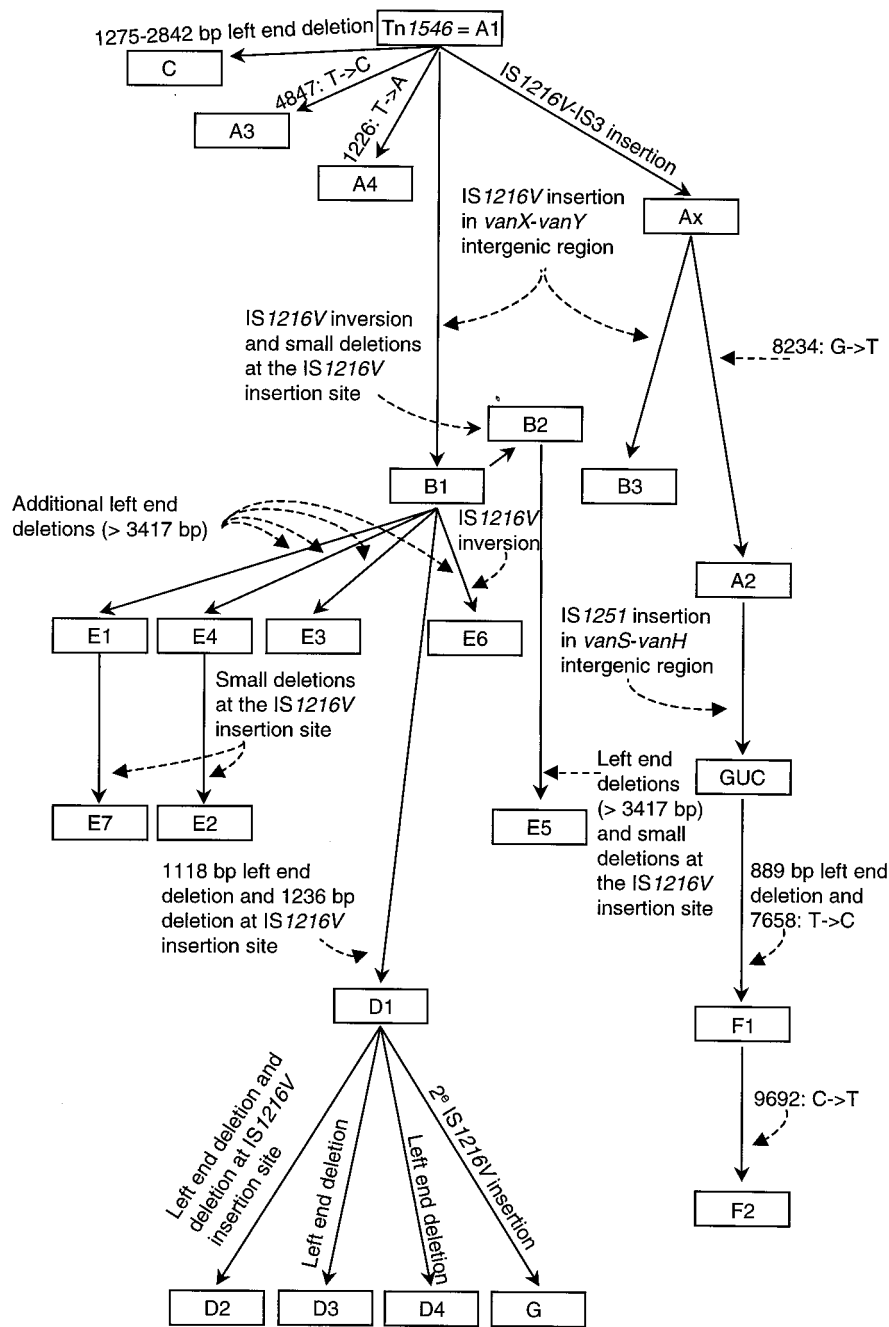 Tn1546 = A1
1275-2842 bp left end deletion
C
4847: T->C
A3
1226: T->A
A4
IS1216V-IS3 insertion
Ax
IS1216V insertion
in vanX-vanY
intergenic region
IS1216V inversion
and small deletions
at the IS1216V
insertion site
8234: G->T
B2
B1
B3
Additional left end
deletions (> 3417 bp)
IS1216V
inversion
A2
E1
E4
E3
E6
IS1251 insertion
in vanS-vanH
intergenic region
Small deletions
at the IS1216V
insertion site
GUC
Left end
deletions
(> 3417 bp)
and small
deletions at
the IS1216V
insertion site
E7
E2
E5
1118 bp left end
deletion and 1236 bp
deletion at IS1216V
insertion site
889 bp left end
deletion and
7658: T->C
D1
F1
Left end deletion and
deletion at IS1216V
insertion site
Left end deletion
Left end deletion
2e IS1216V insertion
9692: C->T
F2
D2
D3
D4
G